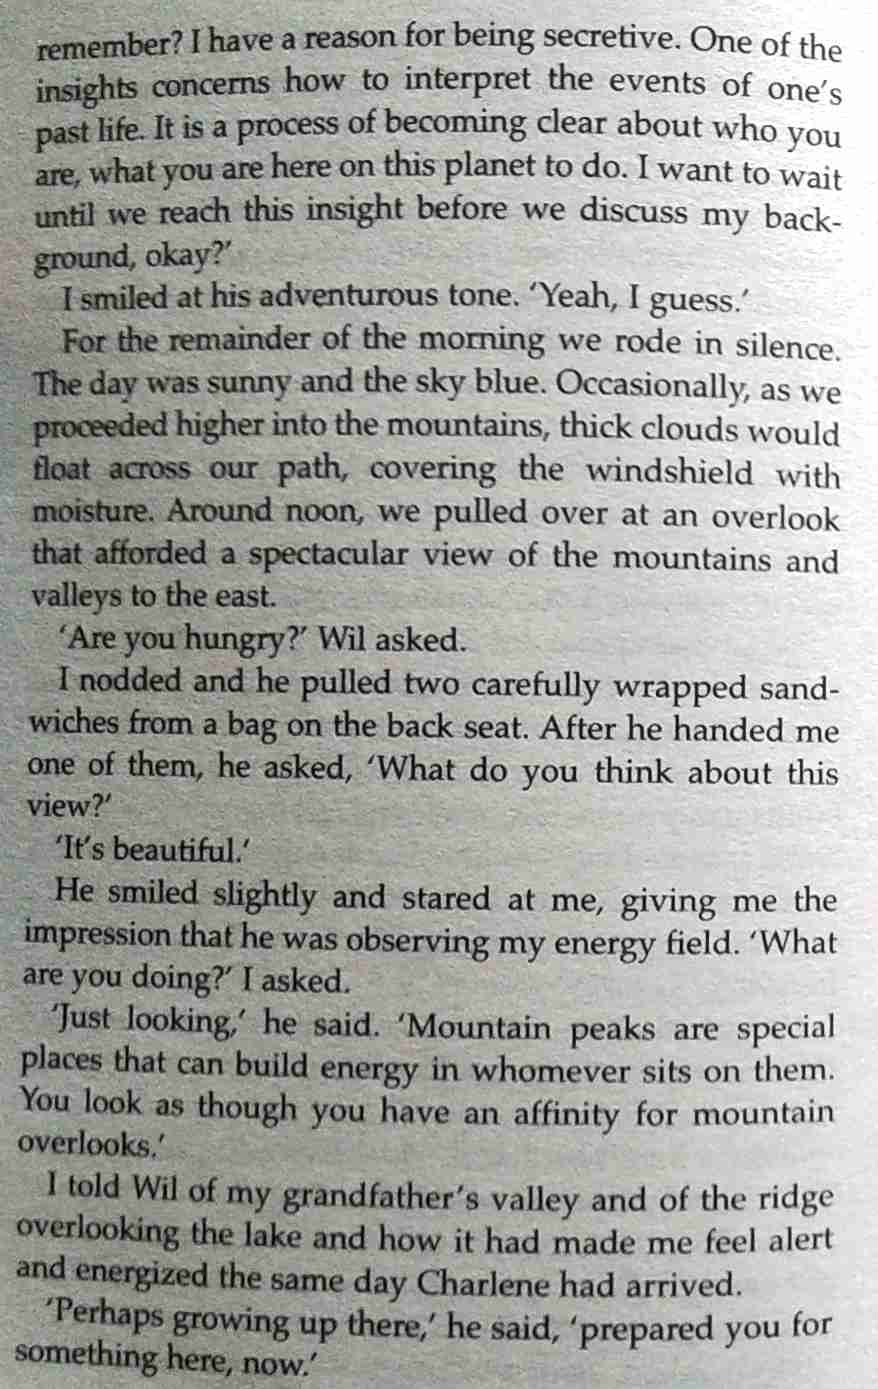 remember? I have a reason for being secretive. One of the
insights concerns how to interpret the events of one's
past life. It is a process of becoming clear about who you
are, what you are here on this planet to do. I want to wait
until we reach this insight before we discuss my back-
ground, okay?'
I smiled at his adventurous tone. 'Yeah, I guess.'
For the remainder of the morning we rode in silence.
The day was sunny and the sky blue. Occasionally, as we
proceeded higher into the mountains, thick clouds would
float across our path, covering the windshield with
moisture. Around noon, we pulled over at an overlook
that afforded a spectacular view of the mountains and
valleys to the east.
'Are you hungry?' Wil asked.
I nodded and he pulled two carefully wrapped sand-
wiches from a bag on the back seat. After he handed me
one of them, he asked, 'What do you think about this
view?'
'It's beautiful.'
He smiled slightly and stared at me, giving me the
impression that he was observing my energy field. 'What
are you doing?' I asked.
'Just looking,' he said. 'Mountain peaks are special
places that can build energy in whomever sits on them.
You look as though you have an affinity for mountain
overlooks.'
I told Wil of my grandfather's valley and of the ridge
overlooking the lake and how it had made me feel alert
and energized the same day Charlene had arrived.
'Perhaps growing up there,' he said, 'prepared you for
something here, now.'